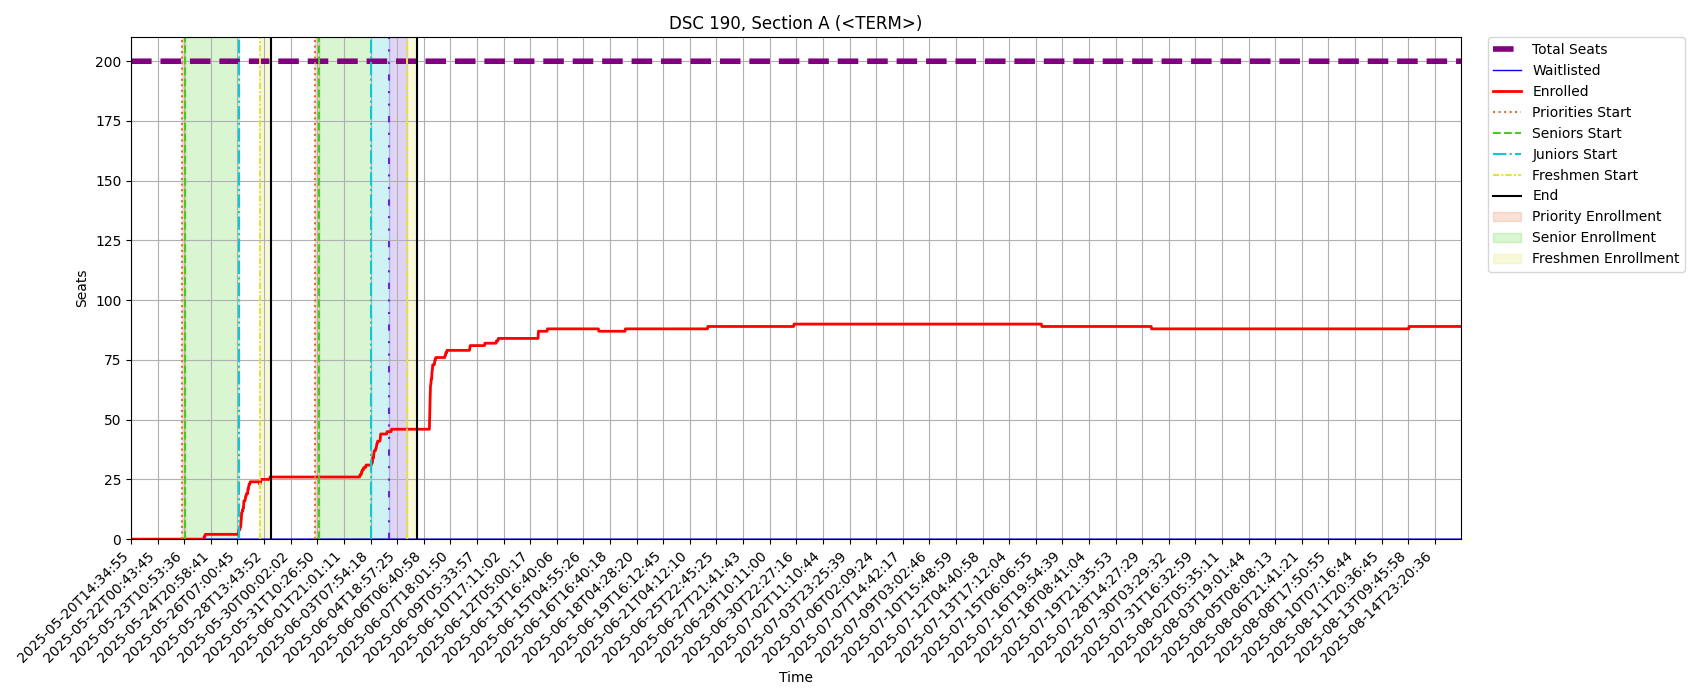 DSC 190, Section A (<TERM>)
Total Seats
Waitlisted
Enrolled
Priorities Start
Seniors Start
Juniors Start
Freshmen Start
End
Priority Enrollment
Senior Enrollment
Freshmen Enrollment
Seats
200
175
150
125
100
75
50
25
0
2025-05-20T14:34:55
2025-05-22T00:43:45
2025-05-23T10:53:36
2025-05-24T20:58:41
2025-05-26T07:00:45
2025-05-28T13:43:52
2025-05-30T00:02:02
2025-05-31T10:26:50
2025-06-01T21:01:11
2025-06-03T07:54:18
2025-06-04T18:57:25
2025-06-06T06:40:58
2025-06-07T18:01:50
2025-06-09T05:33:57
2025-06-10T17:11:02
2025-06-12T05:00:17
2025-06-13T16:40:06
2025-06-15T04:55:26
2025-06-16T16:40:18
2025-06-18T04:28:20
2025-06-19T16:12:45
2025-06-21T04:12:10
2025-06-25T22:45:25
2025-06-27T21:41:43
2025-06-29T10:11:00
2025-06-30T22:27:16
2025-07-02T11:10:44
2025-07-03T23:25:39
2025-07-06T02:09:24
2025-07-07T14:42:17
2025-07-09T03:02:46
2025-07-10T15:48:59
2025-07-12T04:40:58
2025-07-13T17:12:04
2025-07-15T06:06:55
2025-07-16T19:54:39
2025-07-18T08:41:04
2025-07-19T21:35:53
2025-07-28T14:27:29
2025-07-30T03:29:32
2025-07-31T16:32:59
2025-08-02T05:35:11
2025-08-03T19:01:44
2025-08-05T08:08:13
2025-08-06T21:41:21
2025-08-08T17:50:55
2025-08-10T07:16:44
2025-08-11T20:36:45
2025-08-13T09:45:58
2025-08-14T23:20:36
Time